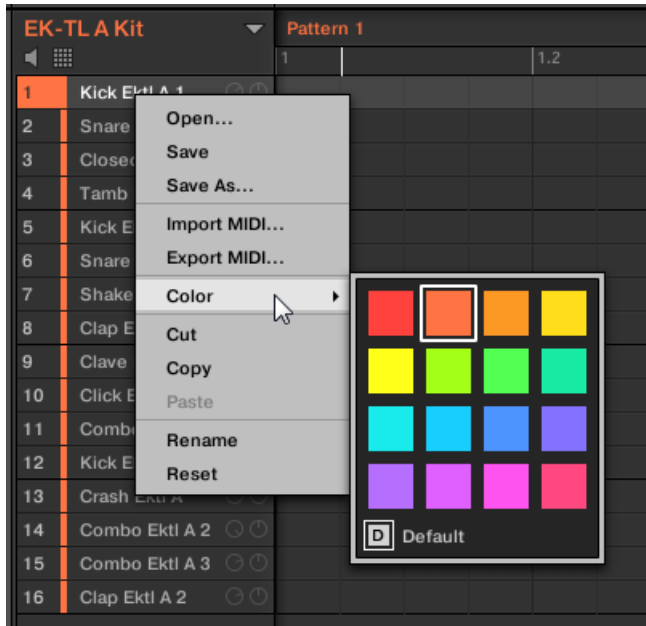 EK-TL A Kit
Pattern 1
1
1.2
1 Kick Ektl A 1
2 Snare
3
4 Tamb
5 Kick
6 Snare
7
8 Clap
9 Clave
10 Click
11
12 Kick
13 Crash Ektl A
14 Combo Ektl A 2
15 Combo Ektl A 3
16 Clap Ektl A 2
Open...
Save
Save As...
Import MIDI...
Export MIDI...
Color
Cut
Copy
Paste
Rename
Reset
D Default